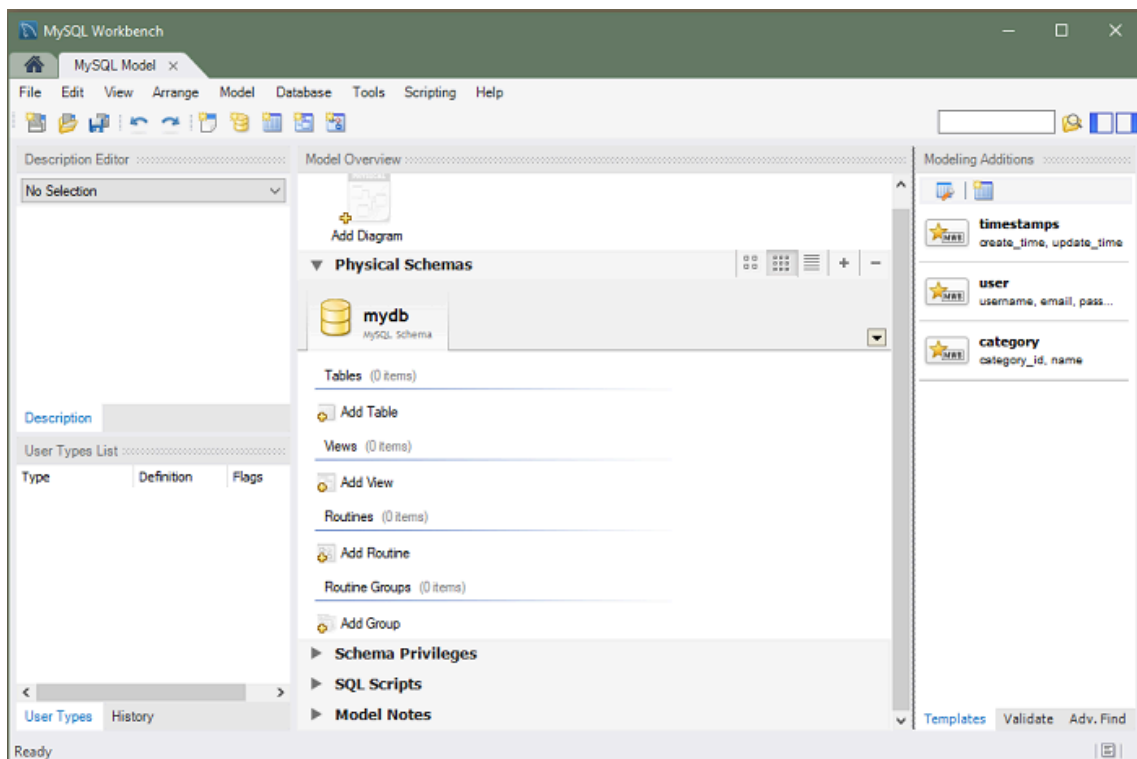 MySQL Workbench
MySQL Model
File Edit View Arrange Model Database Tools Scripting Help
Description Editor
No Selection
Description
User Types List
Type Definition Flags
User Types History
Model Overview
Add Diagram
Physical Schemas
mydb
MySQL Schema
Tables (0 items)
Add Table
Views (0 items)
Add View
Routines (0 items)
Add Routine
Routine Groups (0 items)
Add Group
Schema Privileges
SQL Scripts
Model Notes
Modeling Additions
timestamps
create_time, update_time
user
username, email, pass...
category
category_id, name
Templates Validate Adv. Find
Ready